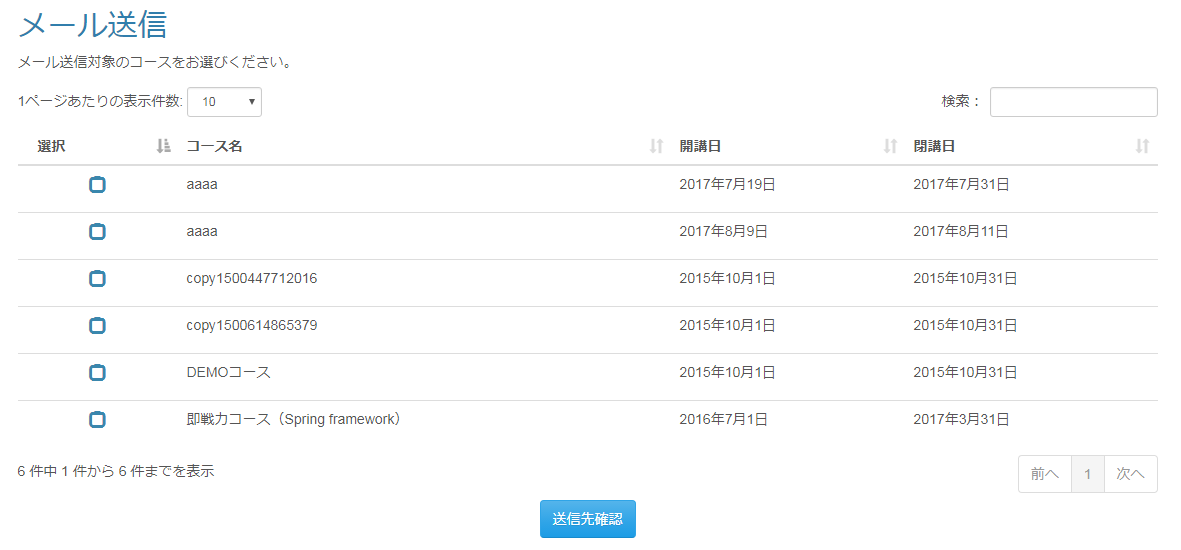 メール送信
メール送信対象のコースをお選びください。
1ページあたりの表示件数: 10 検索：
選択 コース名 開講日 閉講日
aaaa 2017年7月19日 2017年7月31日
aaaa 2017年8月9日 2017年8月11日
copy1500447712016 2015年10月1日 2015年10月31日
copy1500614865379 2015年10月1日 2015年10月31日
DEMOコース 2015年10月1日 2015年10月31日
即戦力コース（Spring framework） 2016年7月1日 2017年3月31日
6 件中 1 件から 6 件までを表示 前へ 1 次へ
送信先確認